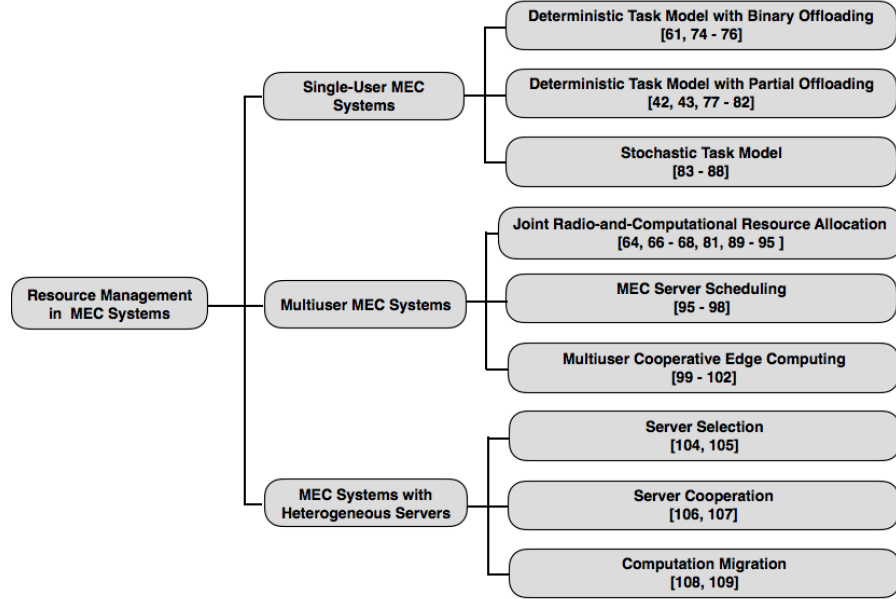 Deterministic Task Model with Binary Offloading
[61, 74 - 76]
Single-User MEC
Systems
Deterministic Task Model with Partial Offloading
[42, 43, 77 - 82]
Stochastic Task Model
[83 - 88]
Joint Radio-and-Computational Resource Allocation
[64, 66 - 68, 81, 89 - 95 ]
Resource Management
in MEC Systems
Multiuser MEC Systems
MEC Server Scheduling
[95 - 98]
Multiuser Cooperative Edge Computing
[99 - 102]
Server Selection
[104, 105]
MEC Systems with
Heterogeneous Servers
Server Cooperation
[106, 107]
Computation Migration
[108, 109]